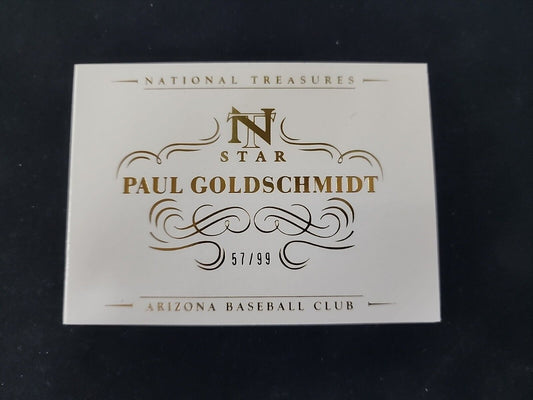 NATIONAL TREASURES
NT
STAR
PAUL GOLDSCHMIDT
57/99
ARIZONA BASEBALL CLUB